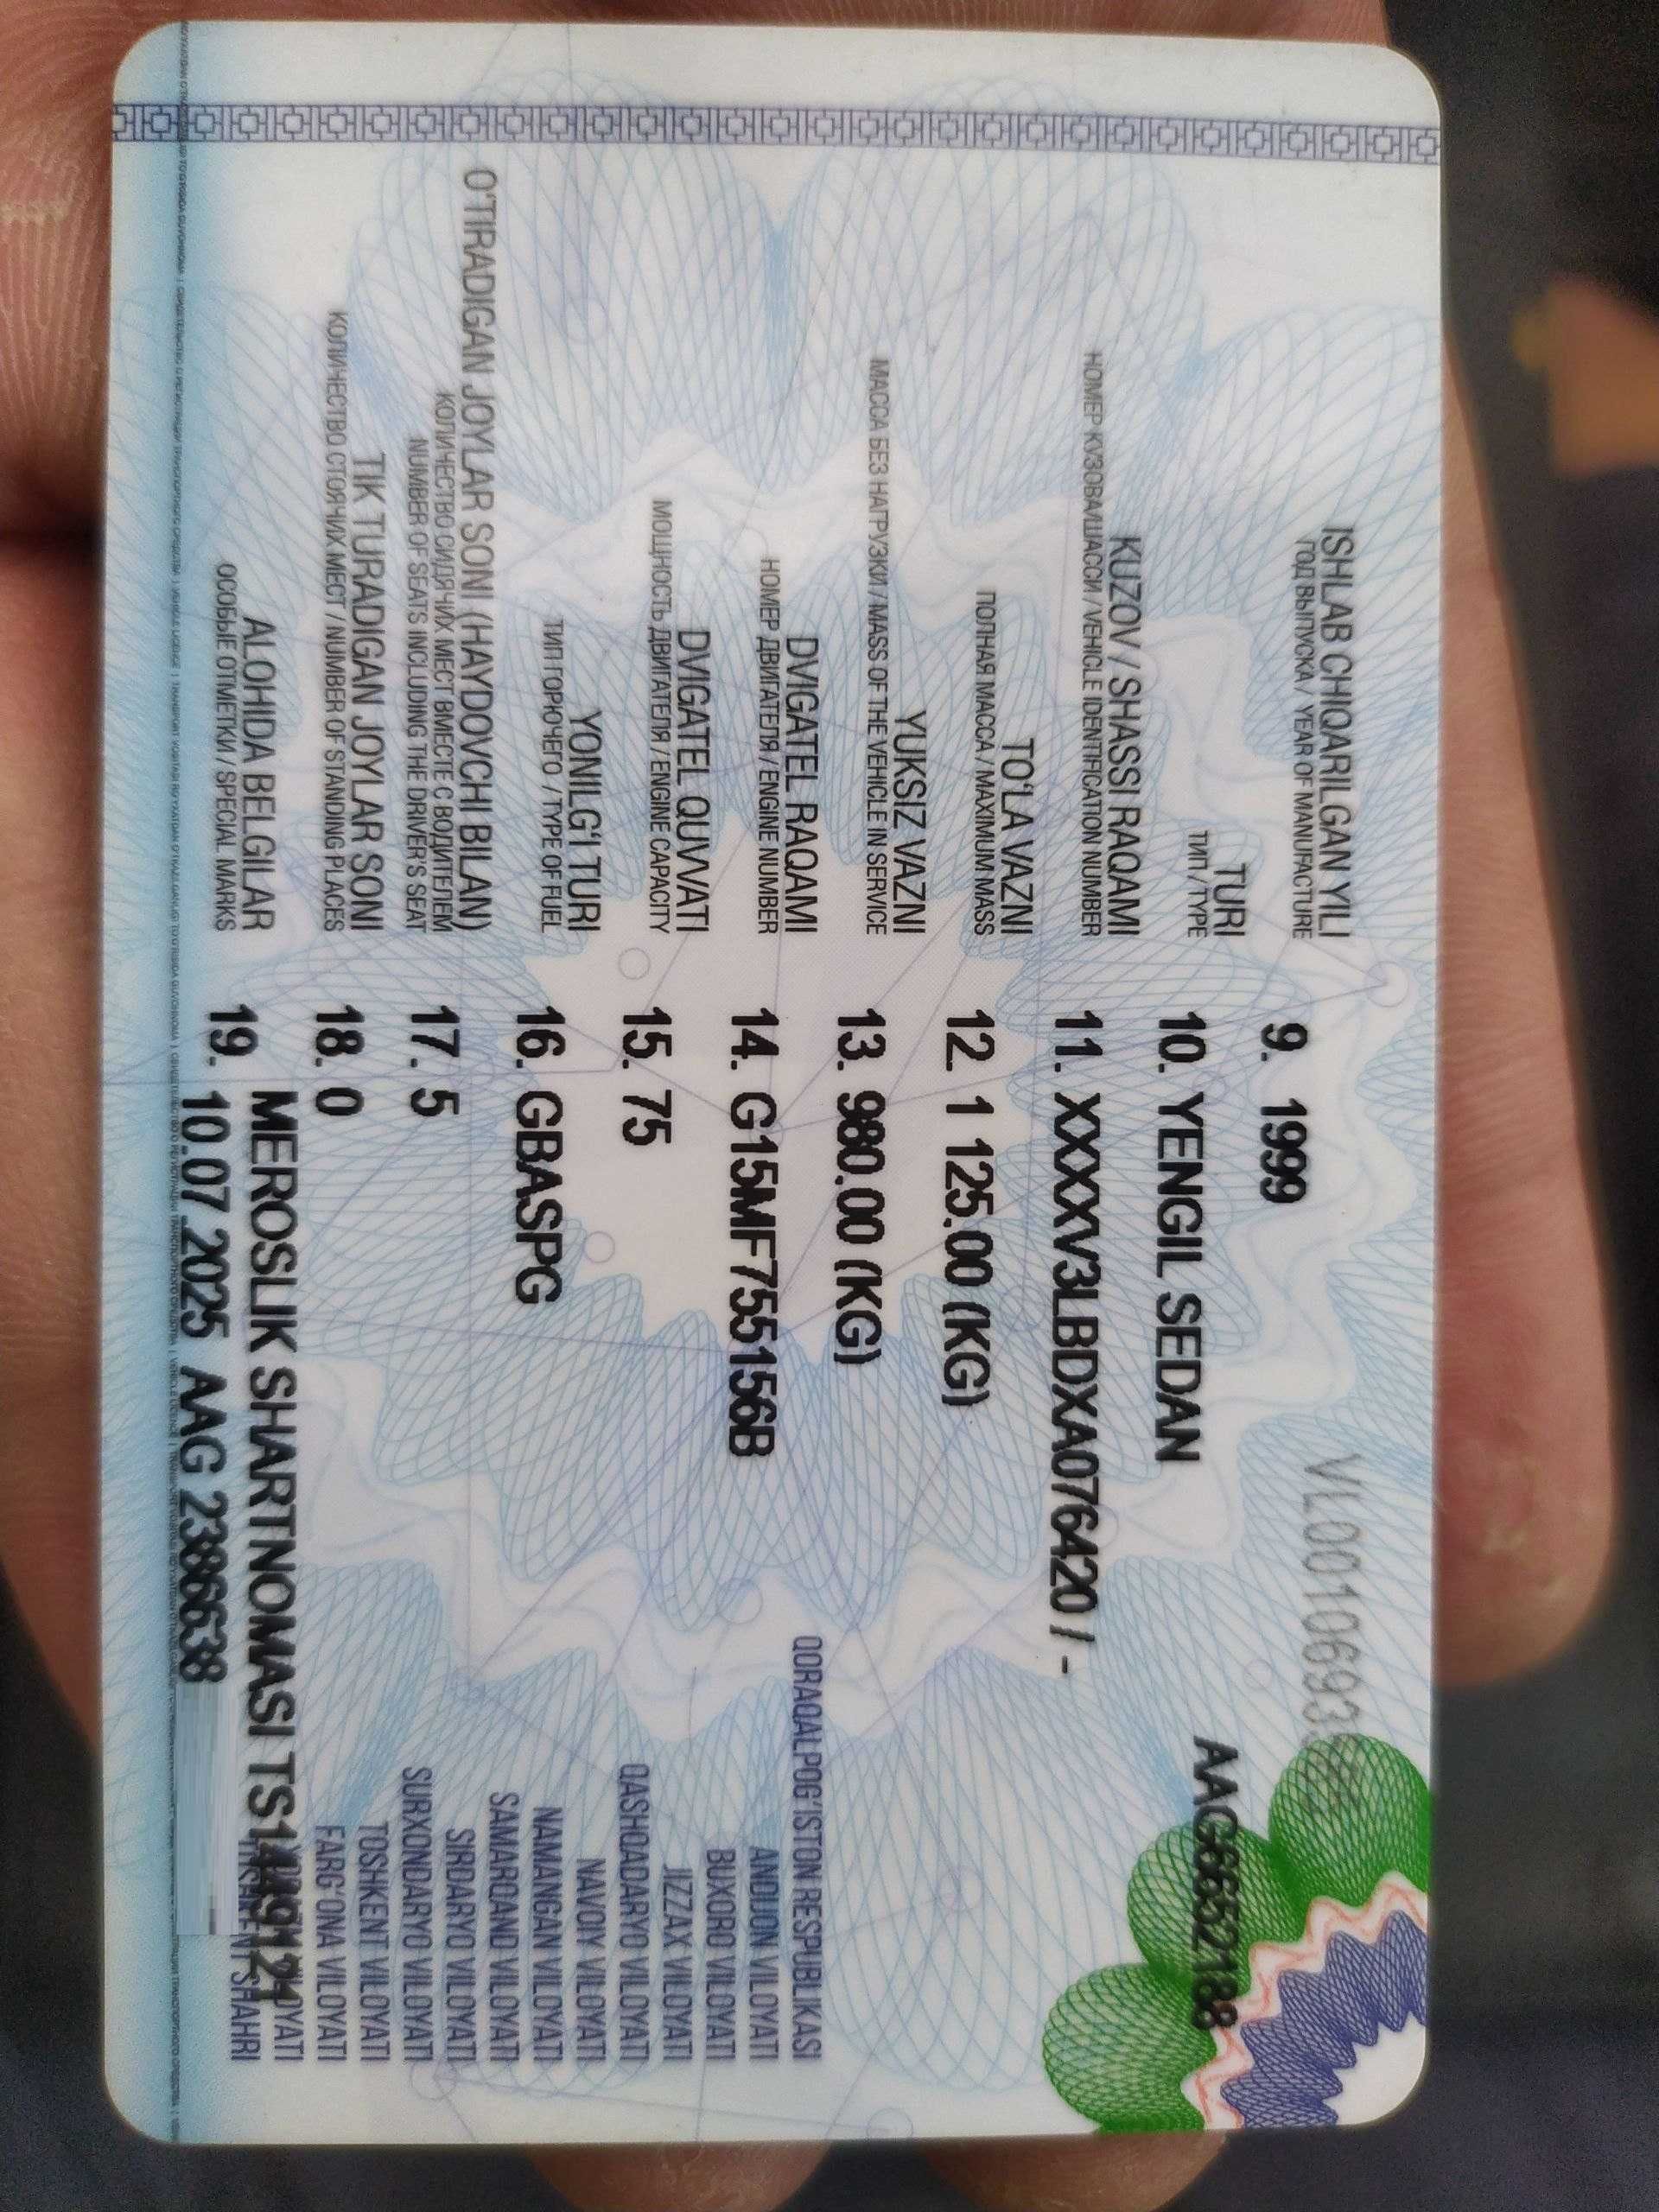 VL0010693
ISHLAB CHIQARILGAN YILI 9. 1999
ГОД ВЫПУСКА / YEAR OF MANUFACTURE
TURI 10. YENGIL SEDAN AAG6652188
ТИП / TYPE
KUZOV / SHASSI RAQAMI 11. XXXXV3LBDXA076420 / -
НОМЕР КУЗОВА/ШАССИ / VEHICLE IDENTIFICATION NUMBER
TO'LA VAZNI 12. 1 125.00 (KG)
ПОЛНАЯ МАССА / MAXIMUM MASS
YUKSIZ VAZNI 13. 980.00 (KG)
МАССА БЕЗ НАГРУЗКИ / MASS OF THE VEHICLE IN SERVICE
DVIGATEL RAQAMI 14. G15MF755156B
НОМЕР ДВИГАТЕЛЯ / ENGINE NUMBER
DVIGATEL QUVVATI 15. 75
МОЩНОСТЬ ДВИГАТЕЛЯ / ENGINE CAPACITY
YONILG'I TURI 16. GBASPG
ТИП ГОРЮЧЕГО / TYPE OF FUEL
O'TIRADIGAN JOYLAR SONI (HAYDOVCHI BILAN) 17. 5
КОЛИЧЕСТВО СИДЯЧИХ МЕСТ ВМЕСТЕ С ВОДИТЕЛЕМ
NUMBER OF SEATS INCLUDING THE DRIVER'S SEAT
TIK TURADIGAN JOYLAR SONI 18. 0
КОЛИЧЕСТВО СТОЯЧИХ МЕСТ / NUMBER OF STANDING PLACES
ALOHIDA BELGILAR 19. MEROSLIK SHARTNOMASI TS1449121
ОСОБЫЕ ОТМЕТКИ / SPECIAL MARKS
10.07.2025 AAG 2386638
QORAQALPOG'ISTON RESPUBLIKASI
ANDIJON VILOYATI
BUXORO VILOYATI
JIZZAX VILOYATI
QASHQADARYO VILOYATI
NAVOIY VILOYATI
NAMANGAN VILOYATI
SAMARQAND VILOYATI
SIRDARYO VILOYATI
SURXONDARYO VILOYATI
TOSHKENT VILOYATI
FARG'ONA VILOYATI
VILOYATI
TOSHKENT SHAHRI